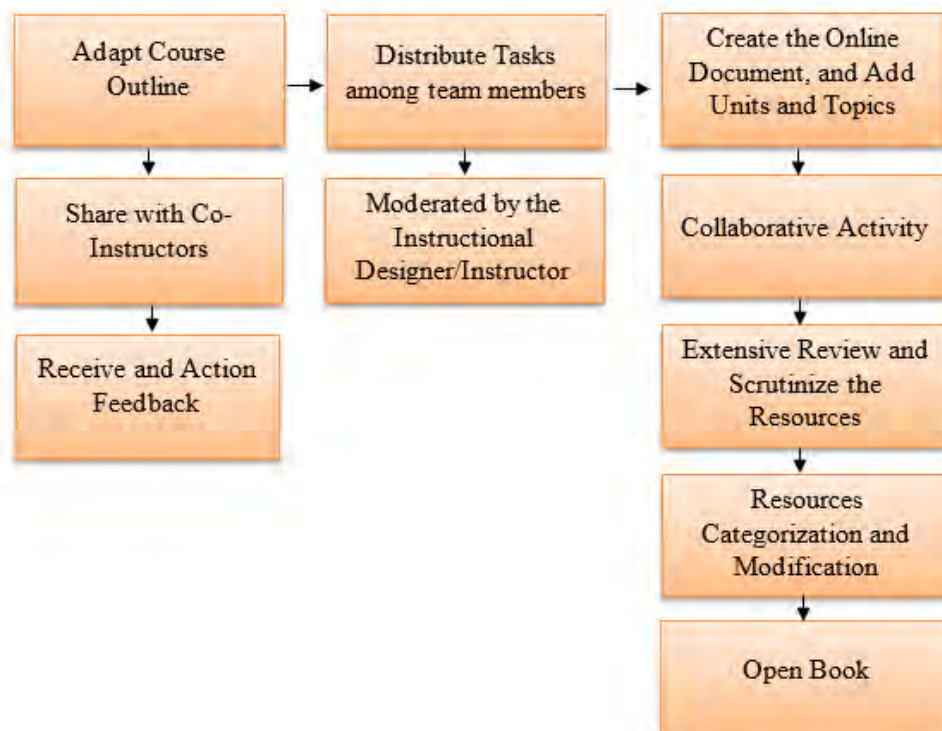 Adapt Course
Outline
Distribute Tasks
among team members
Create the Online
Document, and Add
Units and Topics
Share with Co-
Instructors
Moderated by the
Instructional
Designer/Instructor
Collaborative Activity
Receive and Action
Feedback
Extensive Review and
Scrutinize the
Resources
Resources
Categorization and
Modification
Open Book